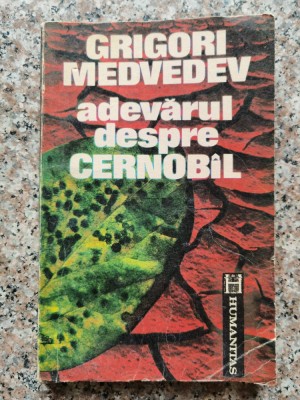 GRIGORI
MEDVEDEV
adevărul
despre
CERNOBÎL
HUMANITAS